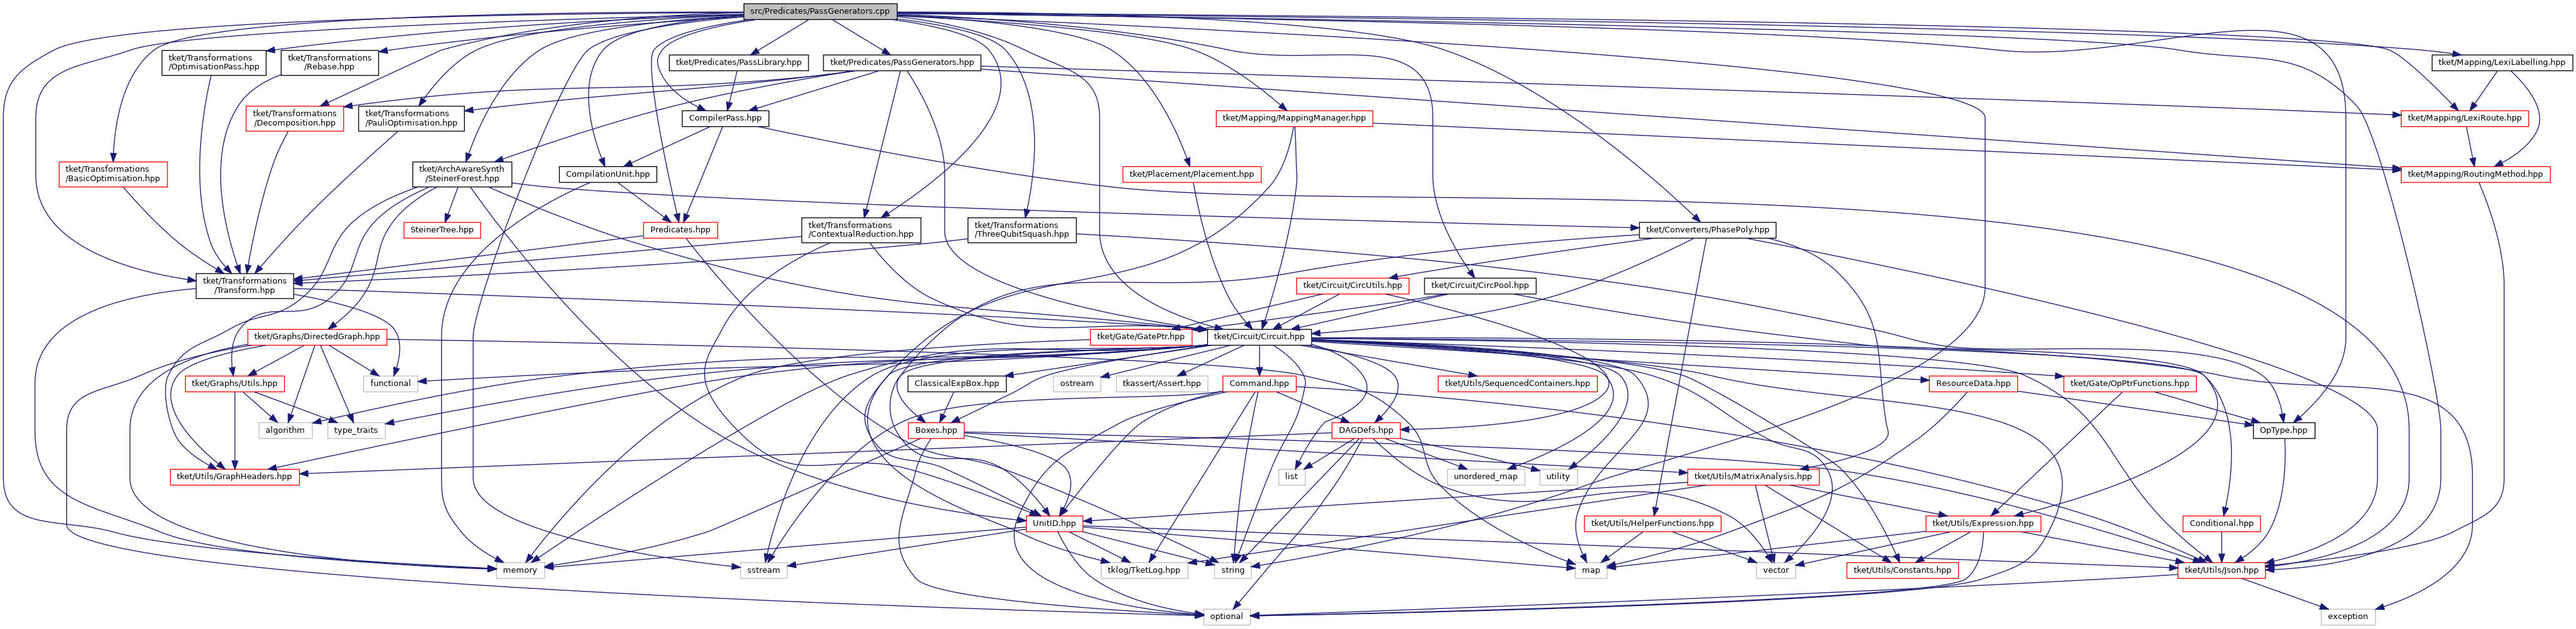 src/Predicates/PassGenerators.cpp
tket/Transformations
/OptimisationPass.hpp
tket/Transformations
/Rebase.hpp
tket/Predicates/PassLibrary.hpp
tket/Predicates/PassGenerators.hpp
tket/Mapping/LexiLabelling.hpp
tket/Transformations
/Decomposition.hpp
tket/Transformations
/PauliOptimisation.hpp
CompilerPass.hpp
tket/Mapping/MappingManager.hpp
tket/Mapping/LexiRoute.hpp
tket/Transformations
/BasicOptimisation.hpp
tket/ArchAwareSynth
/SteinerForest.hpp
CompilationUnit.hpp
tket/Placement/Placement.hpp
tket/Mapping/RoutingMethod.hpp
SteinerTree.hpp
Predicates.hpp
tket/Transformations
/ContextualReduction.hpp
tket/Transformations
/ThreeQubitSquash.hpp
tket/Converters/PhasePoly.hpp
tket/Transformations
/Transform.hpp
tket/Circuit/CircUtils.hpp
tket/Circuit/CircPool.hpp
tket/Graphs/DirectedGraph.hpp
tket/Gate/GatePtr.hpp
tket/Circuit/Circuit.hpp
tket/Graphs/Utils.hpp
functional
ClassicalExpBox.hpp
ostream
tkassert/Assert.hpp
Command.hpp
tket/Utils/SequencedContainers.hpp
ResourceData.hpp
tket/Gate/OpPtrFunctions.hpp
algorithm
type_traits
Boxes.hpp
DAGDefs.hpp
OpType.hpp
tket/Utils/GraphHeaders.hpp
list
unordered_map
utility
tket/Utils/MatrixAnalysis.hpp
UnitID.hpp
tket/Utils/HelperFunctions.hpp
tket/Utils/Expression.hpp
Conditional.hpp
memory
sstream
tklog/TketLog.hpp
string
map
vector
tket/Utils/Constants.hpp
tket/Utils/Json.hpp
optional
exception